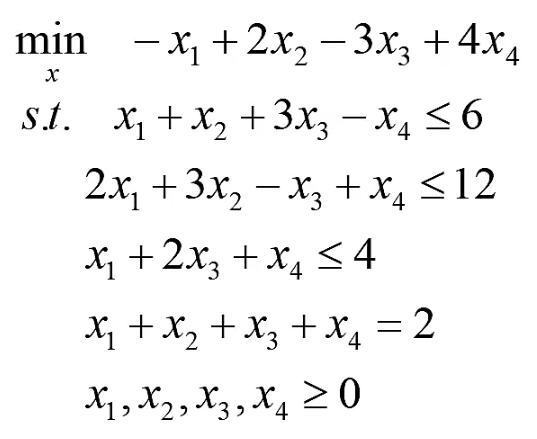 min x −x₁ + 2x₂ − 3x₃ + 4x₄
s.t. x₁ + x₂ + 3x₃ − x₄ ≤ 6
2x₁ + 3x₂ − x₃ + x₄ ≤ 12
x₁ + 2x₃ + x₄ ≤ 4
x₁ + x₂ + x₃ + x₄ = 2
x₁, x₂, x₃, x₄ ≥ 0